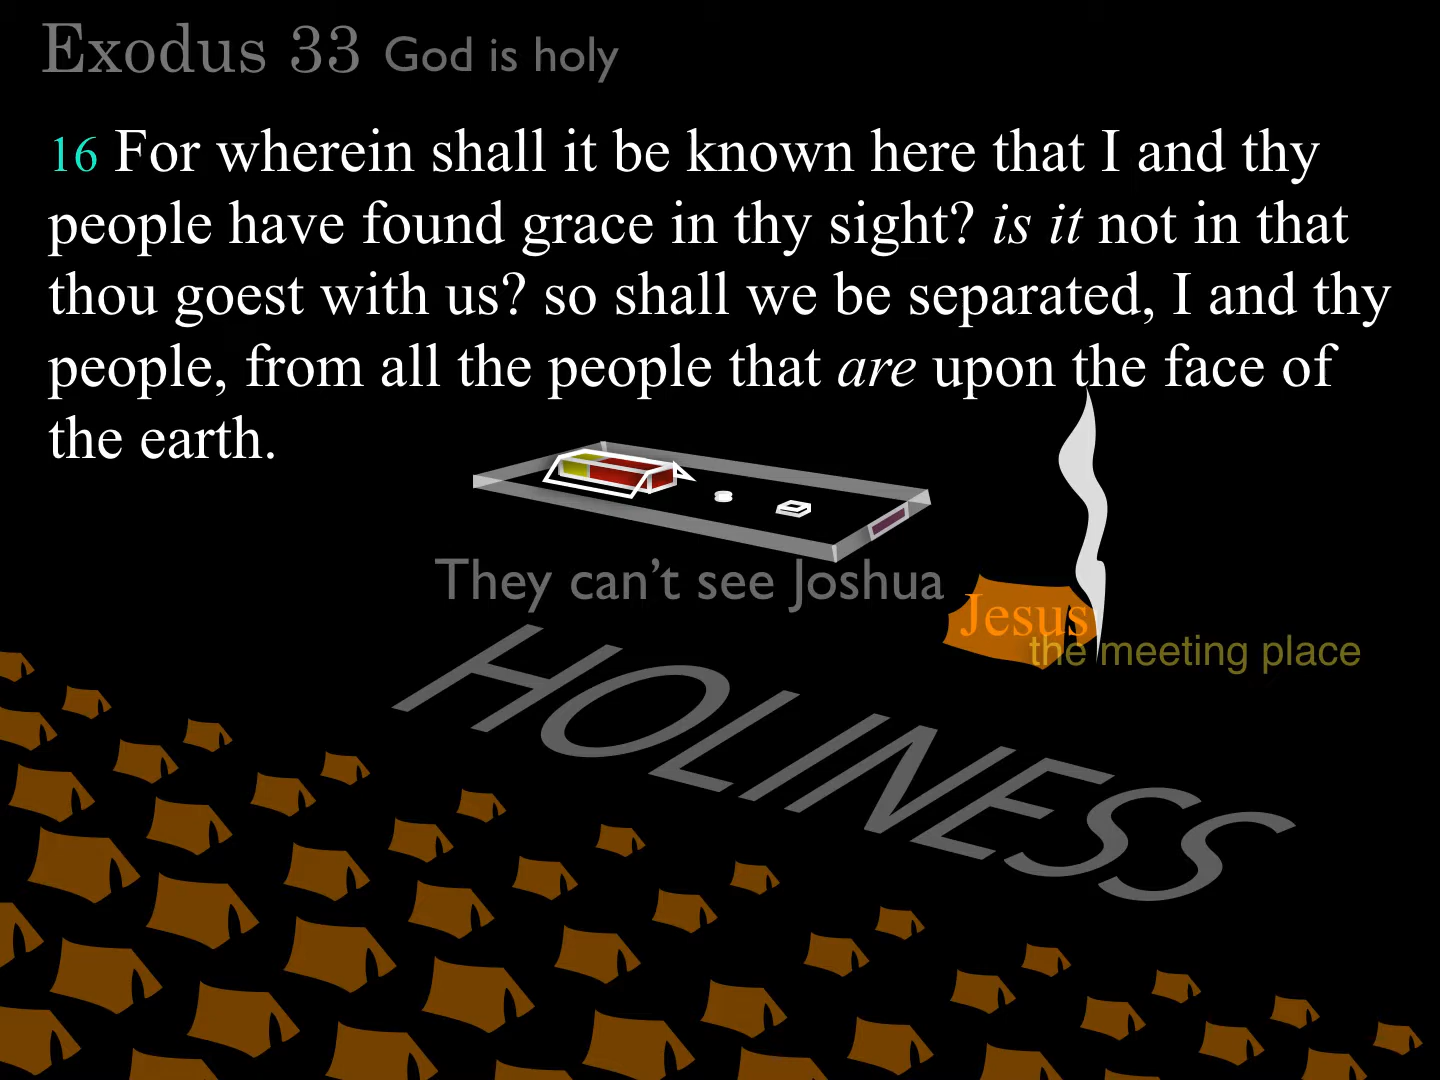 Exodus 33 God is holy
16 For wherein shall it be known here that I and thy
people have found grace in thy sight? is it not in that
thou goest with us? so shall we be separated, I and thy
people, from all the people that are upon the face of
the earth.
They can’t see Joshua
Jesus
the meeting place
HOLINESS